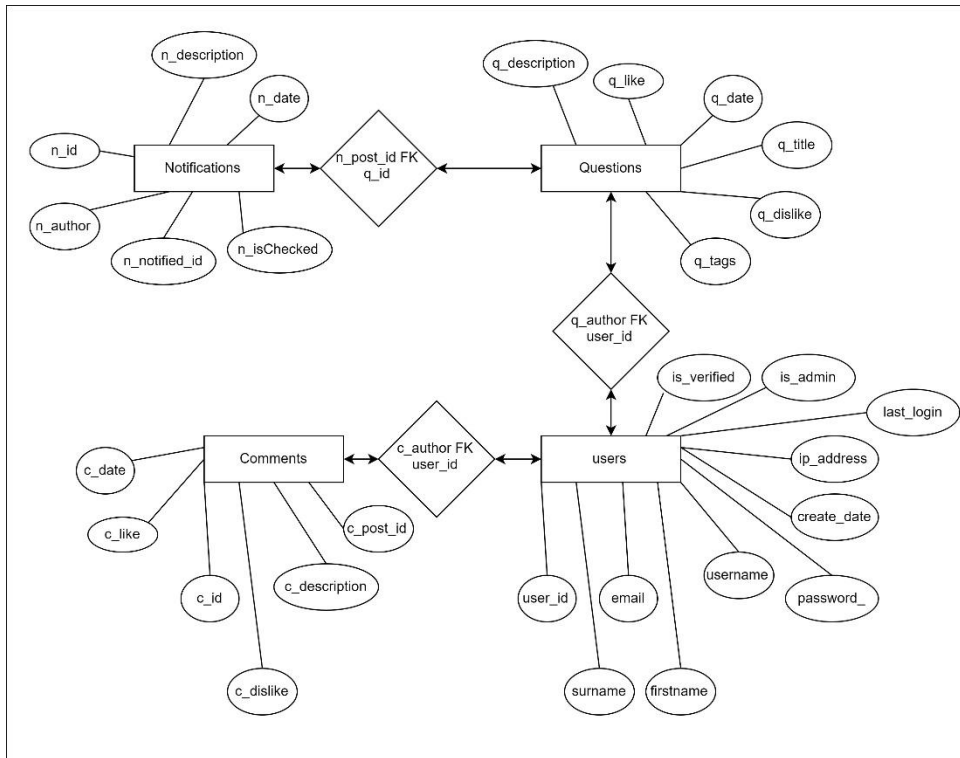 n_description
n_date
n_id
Notifications
n_author
n_notified_id
n_isChecked
n_post_id FK
q_id
q_description
q_like
q_date
q_title
Questions
q_dislike
q_tags
q_author FK
user_id
is_verified
is_admin
last_login
ip_address
create_date
users
username
password_
user_id
email
surname
firstname
c_author FK
user_id
Comments
c_date
c_like
c_post_id
c_description
c_id
c_dislike